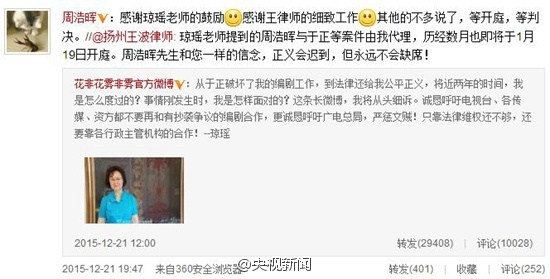 周浩晖：感谢琼瑶老师的鼓励 感谢王律师的细致工作 其他的不多说了，等开庭，等判
决。//@扬州王波律师: 琼瑶老师提到的周浩晖与于正等案件由我代理，历经数月也即将于1月
19日开庭。周浩晖先生和您一样的信念，正义会迟到，但永远不会缺席！
花非花雾非雾官方微博：从于正破坏了我的编剧工作，到法律还给我公平正义，将近两年的时间，我
是怎么度过的？事情刚发生时，我是怎样面对的？这条长微博，我将从头细诉。诚恳呼吁电视台、各传
媒、资方都不要再和有抄袭争议的编剧合作，更诚恳呼吁广电总局，严惩文贼！只靠法律维权还不够，还
要靠各行政主管机构的合作！--琼瑶
2015-12-21 12:00 转发(29408) 评论(10028)
2015-12-21 19:47 来自360安全浏览器 转发(401) 收藏 评论(252)
@央视新闻